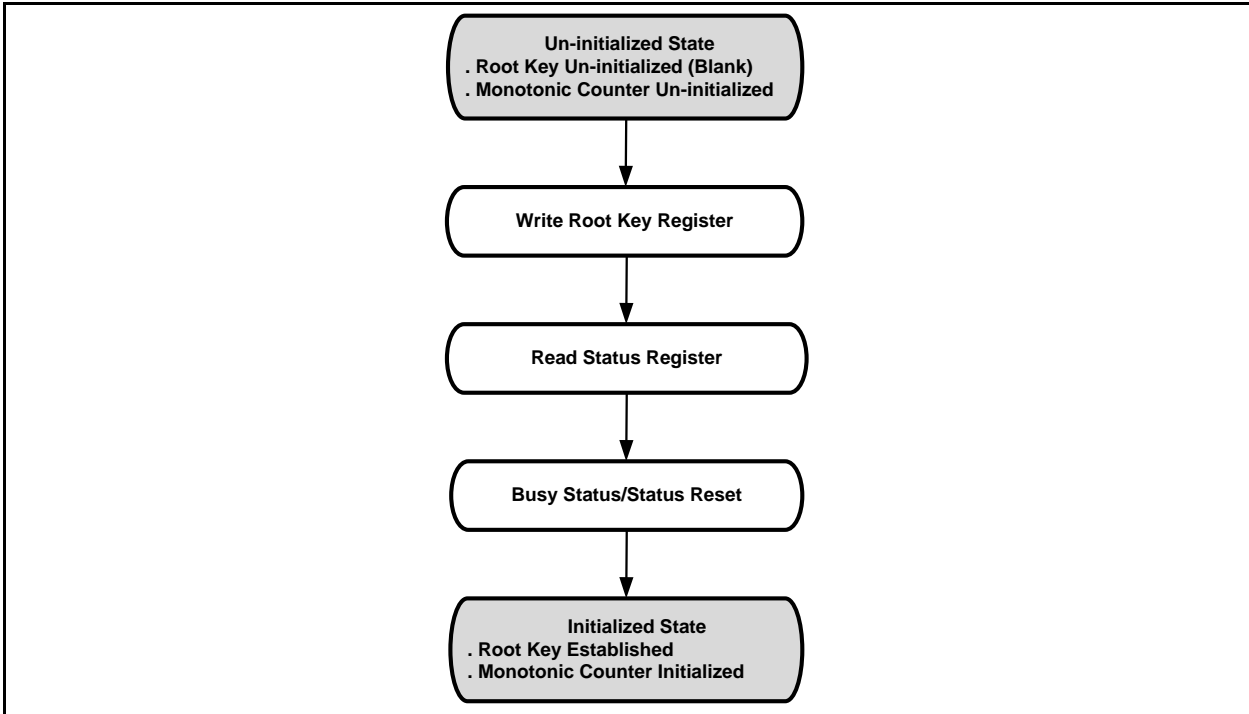 Un-initialized State
. Root Key Un-initialized (Blank)
. Monotonic Counter Un-initialized
Write Root Key Register
Read Status Register
Busy Status/Status Reset
Initialized State
. Root Key Established
. Monotonic Counter Initialized